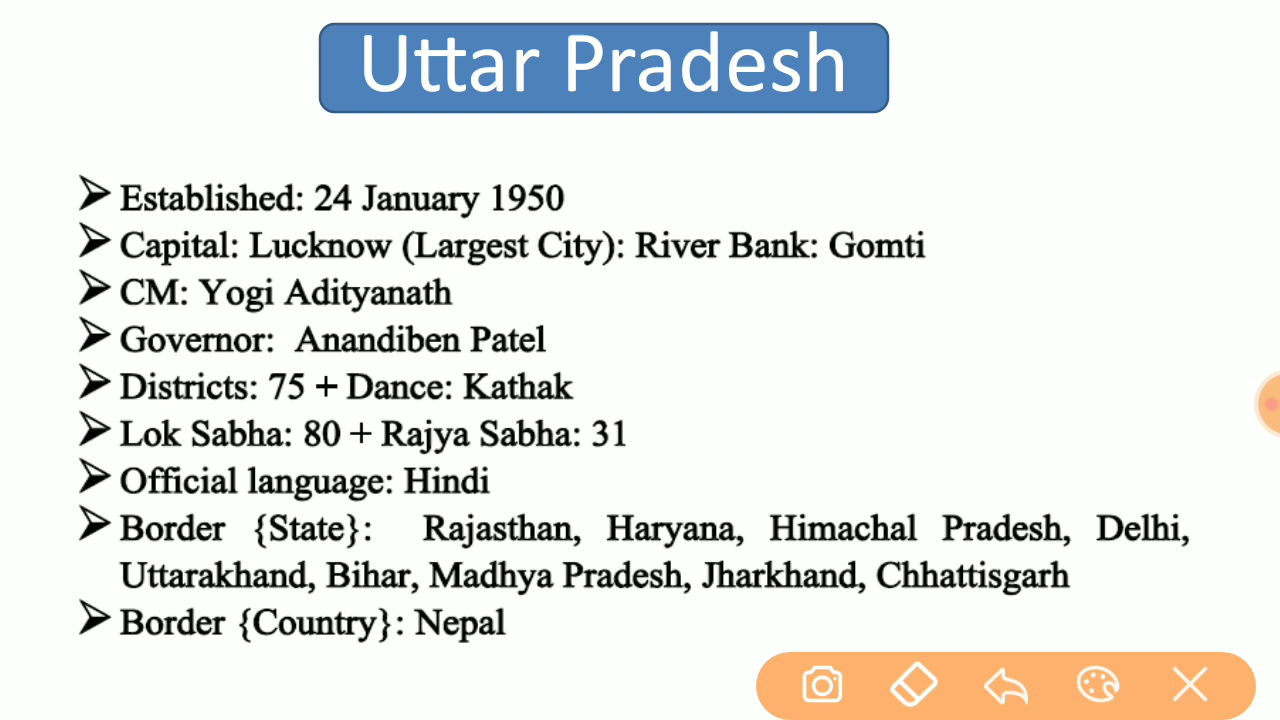 Uttar Pradesh
Established: 24 January 1950
Capital: Lucknow (Largest City): River Bank: Gomti
CM: Yogi Adityanath
Governor: Anandiben Patel
Districts: 75 + Dance: Kathak
Lok Sabha: 80 + Rajya Sabha: 31
Official language: Hindi
Border {State}: Rajasthan, Haryana, Himachal Pradesh, Delhi,
Uttarakhand, Bihar, Madhya Pradesh, Jharkhand, Chhattisgarh
Border {Country}: Nepal